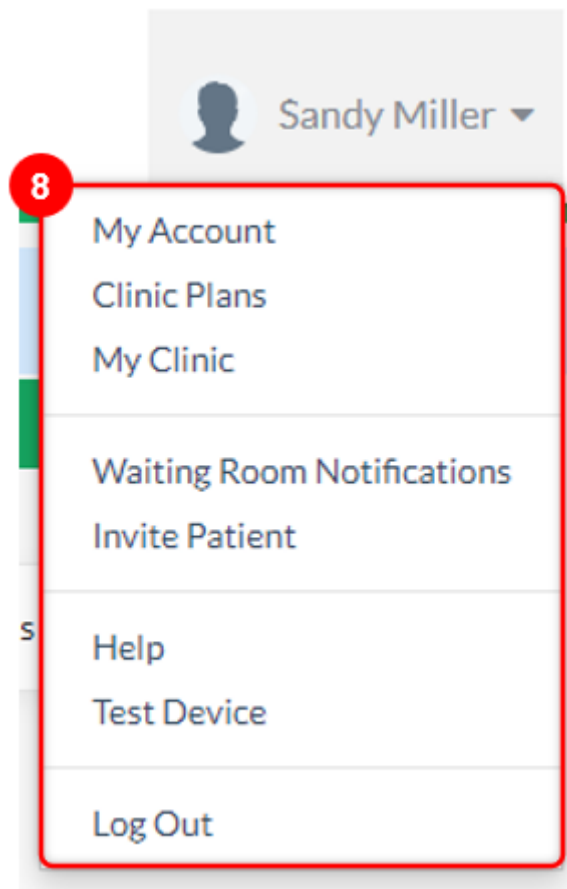 Sandy Miller
8
My Account
Clinic Plans
My Clinic
Waiting Room Notifications
Invite Patient
s
Help
Test Device
Log Out